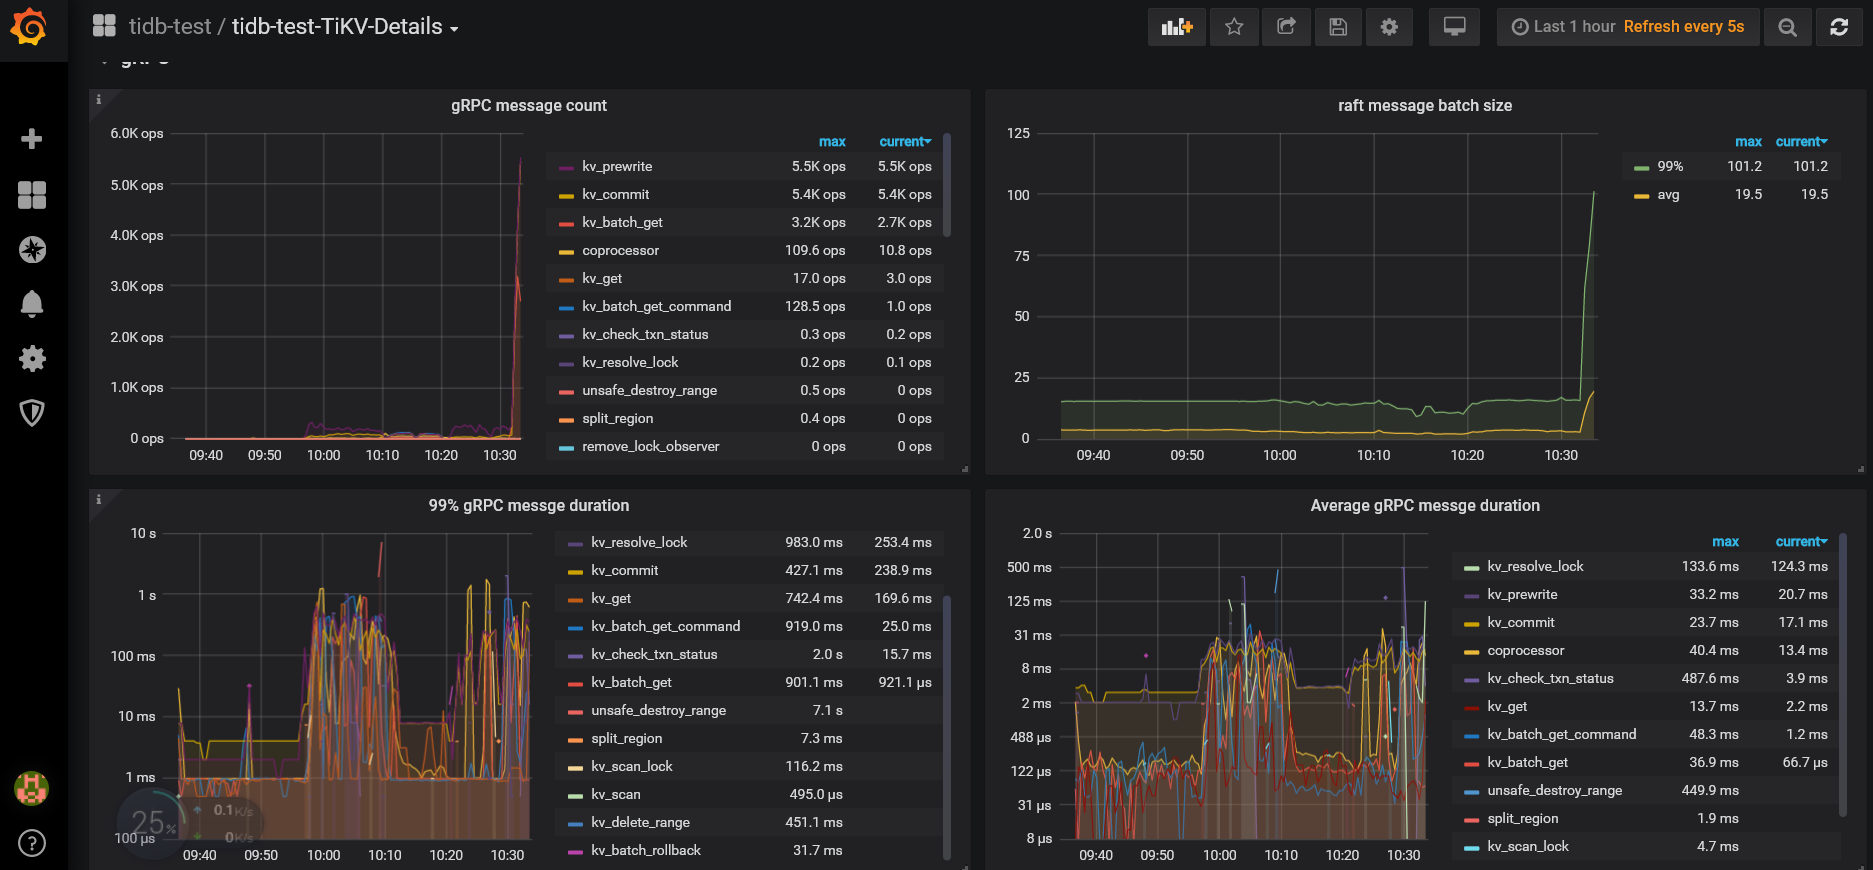 tidb-test / tidb-test-TiKV-Details
Last 1 hour Refresh every 5s
gRPC
gRPC message count
6.0K ops
5.0K ops
4.0K ops
3.0K ops
2.0K ops
1.0K ops
0 ops
09:40 09:50 10:00 10:10 10:20 10:30
max current
kv_prewrite 5.5K ops 5.5K ops
kv_commit 5.4K ops 5.4K ops
kv_batch_get 3.2K ops 2.7K ops
coprocessor 109.6 ops 10.8 ops
kv_get 17.0 ops 3.0 ops
kv_batch_get_command 128.5 ops 1.0 ops
kv_check_txn_status 0.3 ops 0.2 ops
kv_resolve_lock 0.2 ops 0.1 ops
unsafe_destroy_range 0.5 ops 0 ops
split_region 0.4 ops 0 ops
remove_lock_observer 0 ops 0 ops
raft message batch size
125
100
75
50
25
0
09:40 09:50 10:00 10:10 10:20 10:30
max current
99% 101.2 101.2
avg 19.5 19.5
99% gRPC messge duration
10 s
1 s
100 ms
10 ms
1 ms
100 µs
09:40 09:50 10:00 10:10 10:20 10:30
kv_resolve_lock 983.0 ms 253.4 ms
kv_commit 427.1 ms 238.9 ms
kv_get 742.4 ms 169.6 ms
kv_batch_get_command 919.0 ms 25.0 ms
kv_check_txn_status 2.0 s 15.7 ms
kv_batch_get 901.1 ms 921.1 µs
unsafe_destroy_range 7.1 s
split_region 7.3 ms
kv_scan_lock 116.2 ms
kv_scan 495.0 µs
kv_delete_range 451.1 ms
kv_batch_rollback 31.7 ms
25%
0.1K/s
0K/s
Average gRPC messge duration
2.0 s
500 ms
125 ms
31 ms
8 ms
2 ms
488 µs
122 µs
31 µs
8 µs
09:40 09:50 10:00 10:10 10:20 10:30
max current
kv_resolve_lock 133.6 ms 124.3 ms
kv_prewrite 33.2 ms 20.7 ms
kv_commit 23.7 ms 17.1 ms
coprocessor 40.4 ms 13.4 ms
kv_check_txn_status 487.6 ms 3.9 ms
kv_get 13.7 ms 2.2 ms
kv_batch_get_command 48.3 ms 1.2 ms
kv_batch_get 36.9 ms 66.7 µs
unsafe_destroy_range 449.9 ms
split_region 1.9 ms
kv_scan_lock 4.7 ms